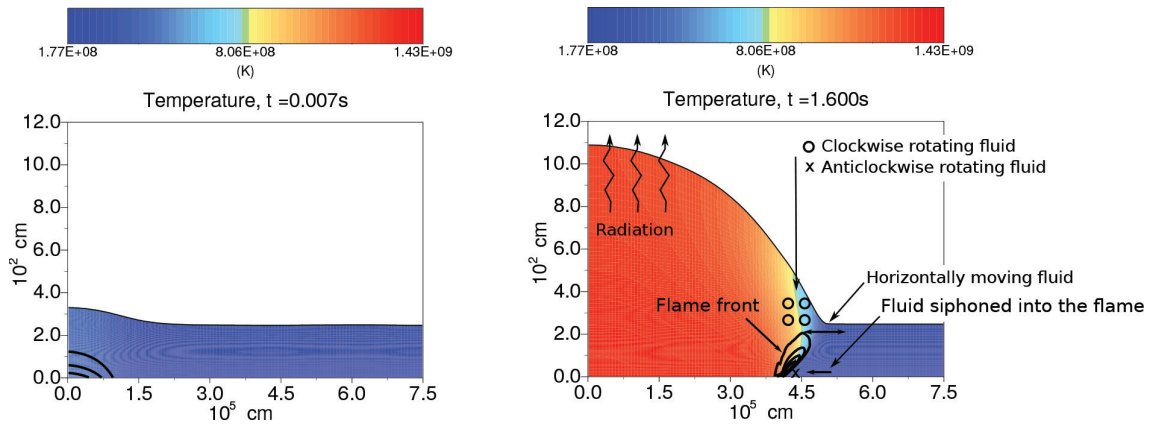 1.77E+08 8.06E+08 1.43E+09
(K)
Temperature, t =0.007s
12.0
10.0
8.0
6.0
4.0
2.0
0.0
10² cm
0.0 1.5 3.0 4.5 6.0 7.5
10⁵ cm
1.77E+08 8.06E+08 1.43E+09
(K)
Temperature, t =1.600s
12.0
10.0
8.0
6.0
4.0
2.0
0.0
10² cm
Clockwise rotating fluid
x Anticlockwise rotating fluid
Radiation
Horizontally moving fluid
Flame front
Fluid siphoned into the flame
x
0.0 1.5 3.0 4.5 6.0 7.5
10⁵ cm